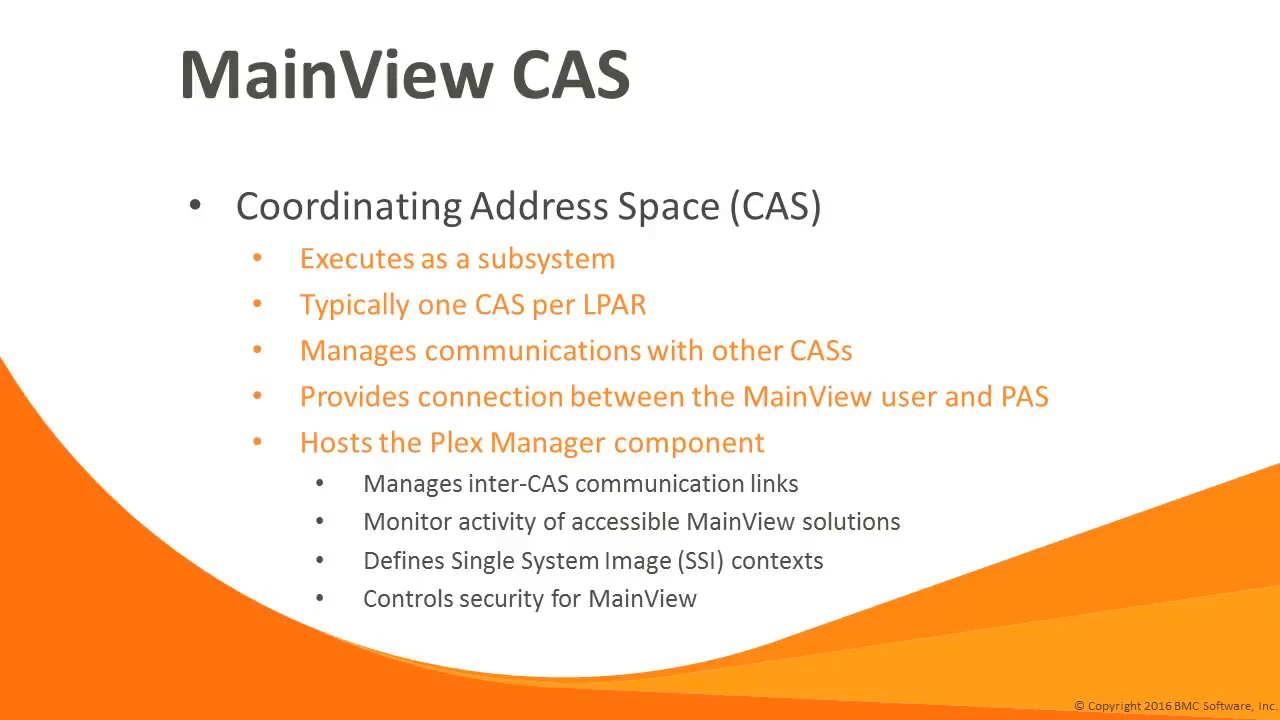 MainView CAS
• Coordinating Address Space (CAS)
• Executes as a subsystem
• Typically one CAS per LPAR
• Manages communications with other CASs
• Provides connection between the MainView user and PAS
• Hosts the Plex Manager component
• Manages inter-CAS communication links
• Monitor activity of accessible MainView solutions
• Defines Single System Image (SSI) contexts
• Controls security for MainView
© Copyright 2016 BMC Software, Inc.